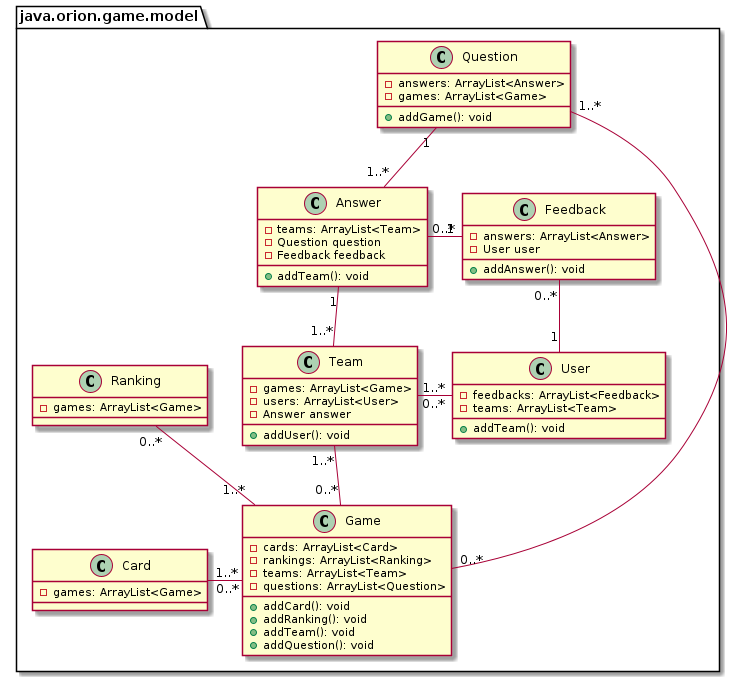 java.orion.game.model
C Question
answers: ArrayList<Answer>
games: ArrayList<Game>
addGame(): void
1..*
1
1..*
C Answer
teams: ArrayList<Team>
Question question
Feedback feedback
addTeam(): void
0..*
1
C Feedback
answers: ArrayList<Answer>
User user
addAnswer(): void
1
0..*
1..*
1
C Ranking
games: ArrayList<Game>
C Team
games: ArrayList<Game>
users: ArrayList<User>
Answer answer
addUser(): void
1..*
0..*
C User
feedbacks: ArrayList<Feedback>
teams: ArrayList<Team>
addTeam(): void
0..*
1..*
1..*
0..*
C Card
games: ArrayList<Game>
1..*
0..*
C Game
cards: ArrayList<Card>
rankings: ArrayList<Ranking>
teams: ArrayList<Team>
questions: ArrayList<Question>
addCard(): void
addRanking(): void
addTeam(): void
addQuestion(): void
0..*